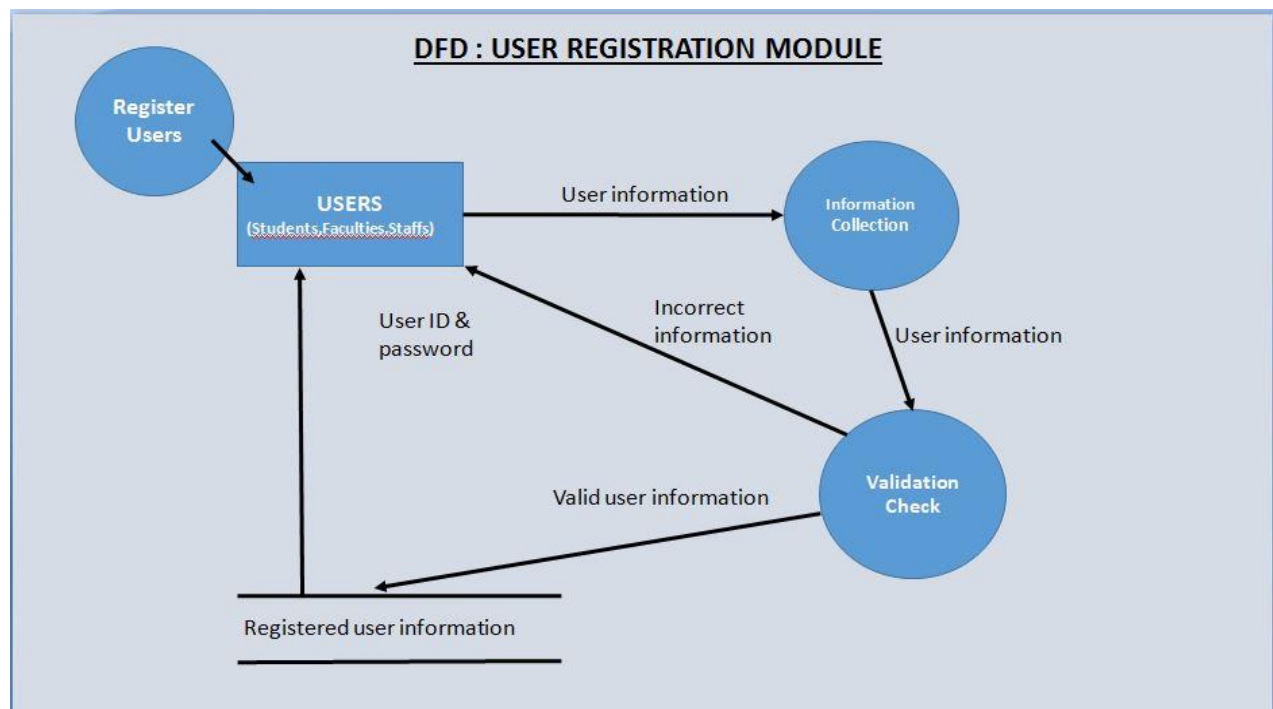 DFD : USER REGISTRATION MODULE
Register
Users
USERS
(Students,Faculties,Staffs)
User information
Information
Collection
User ID &
password
Incorrect
information
User information
Valid user information
Validation
Check
Registered user information